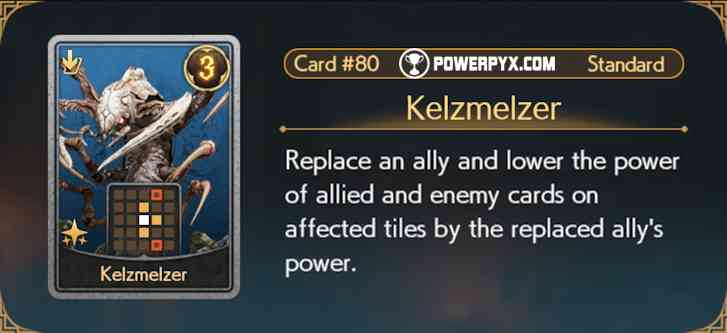 3
Kelzmelzer
Card #80 POWERPYX.COM Standard
Kelzmelzer
Replace an ally and lower the power
of allied and enemy cards on
affected tiles by the replaced ally's
power.